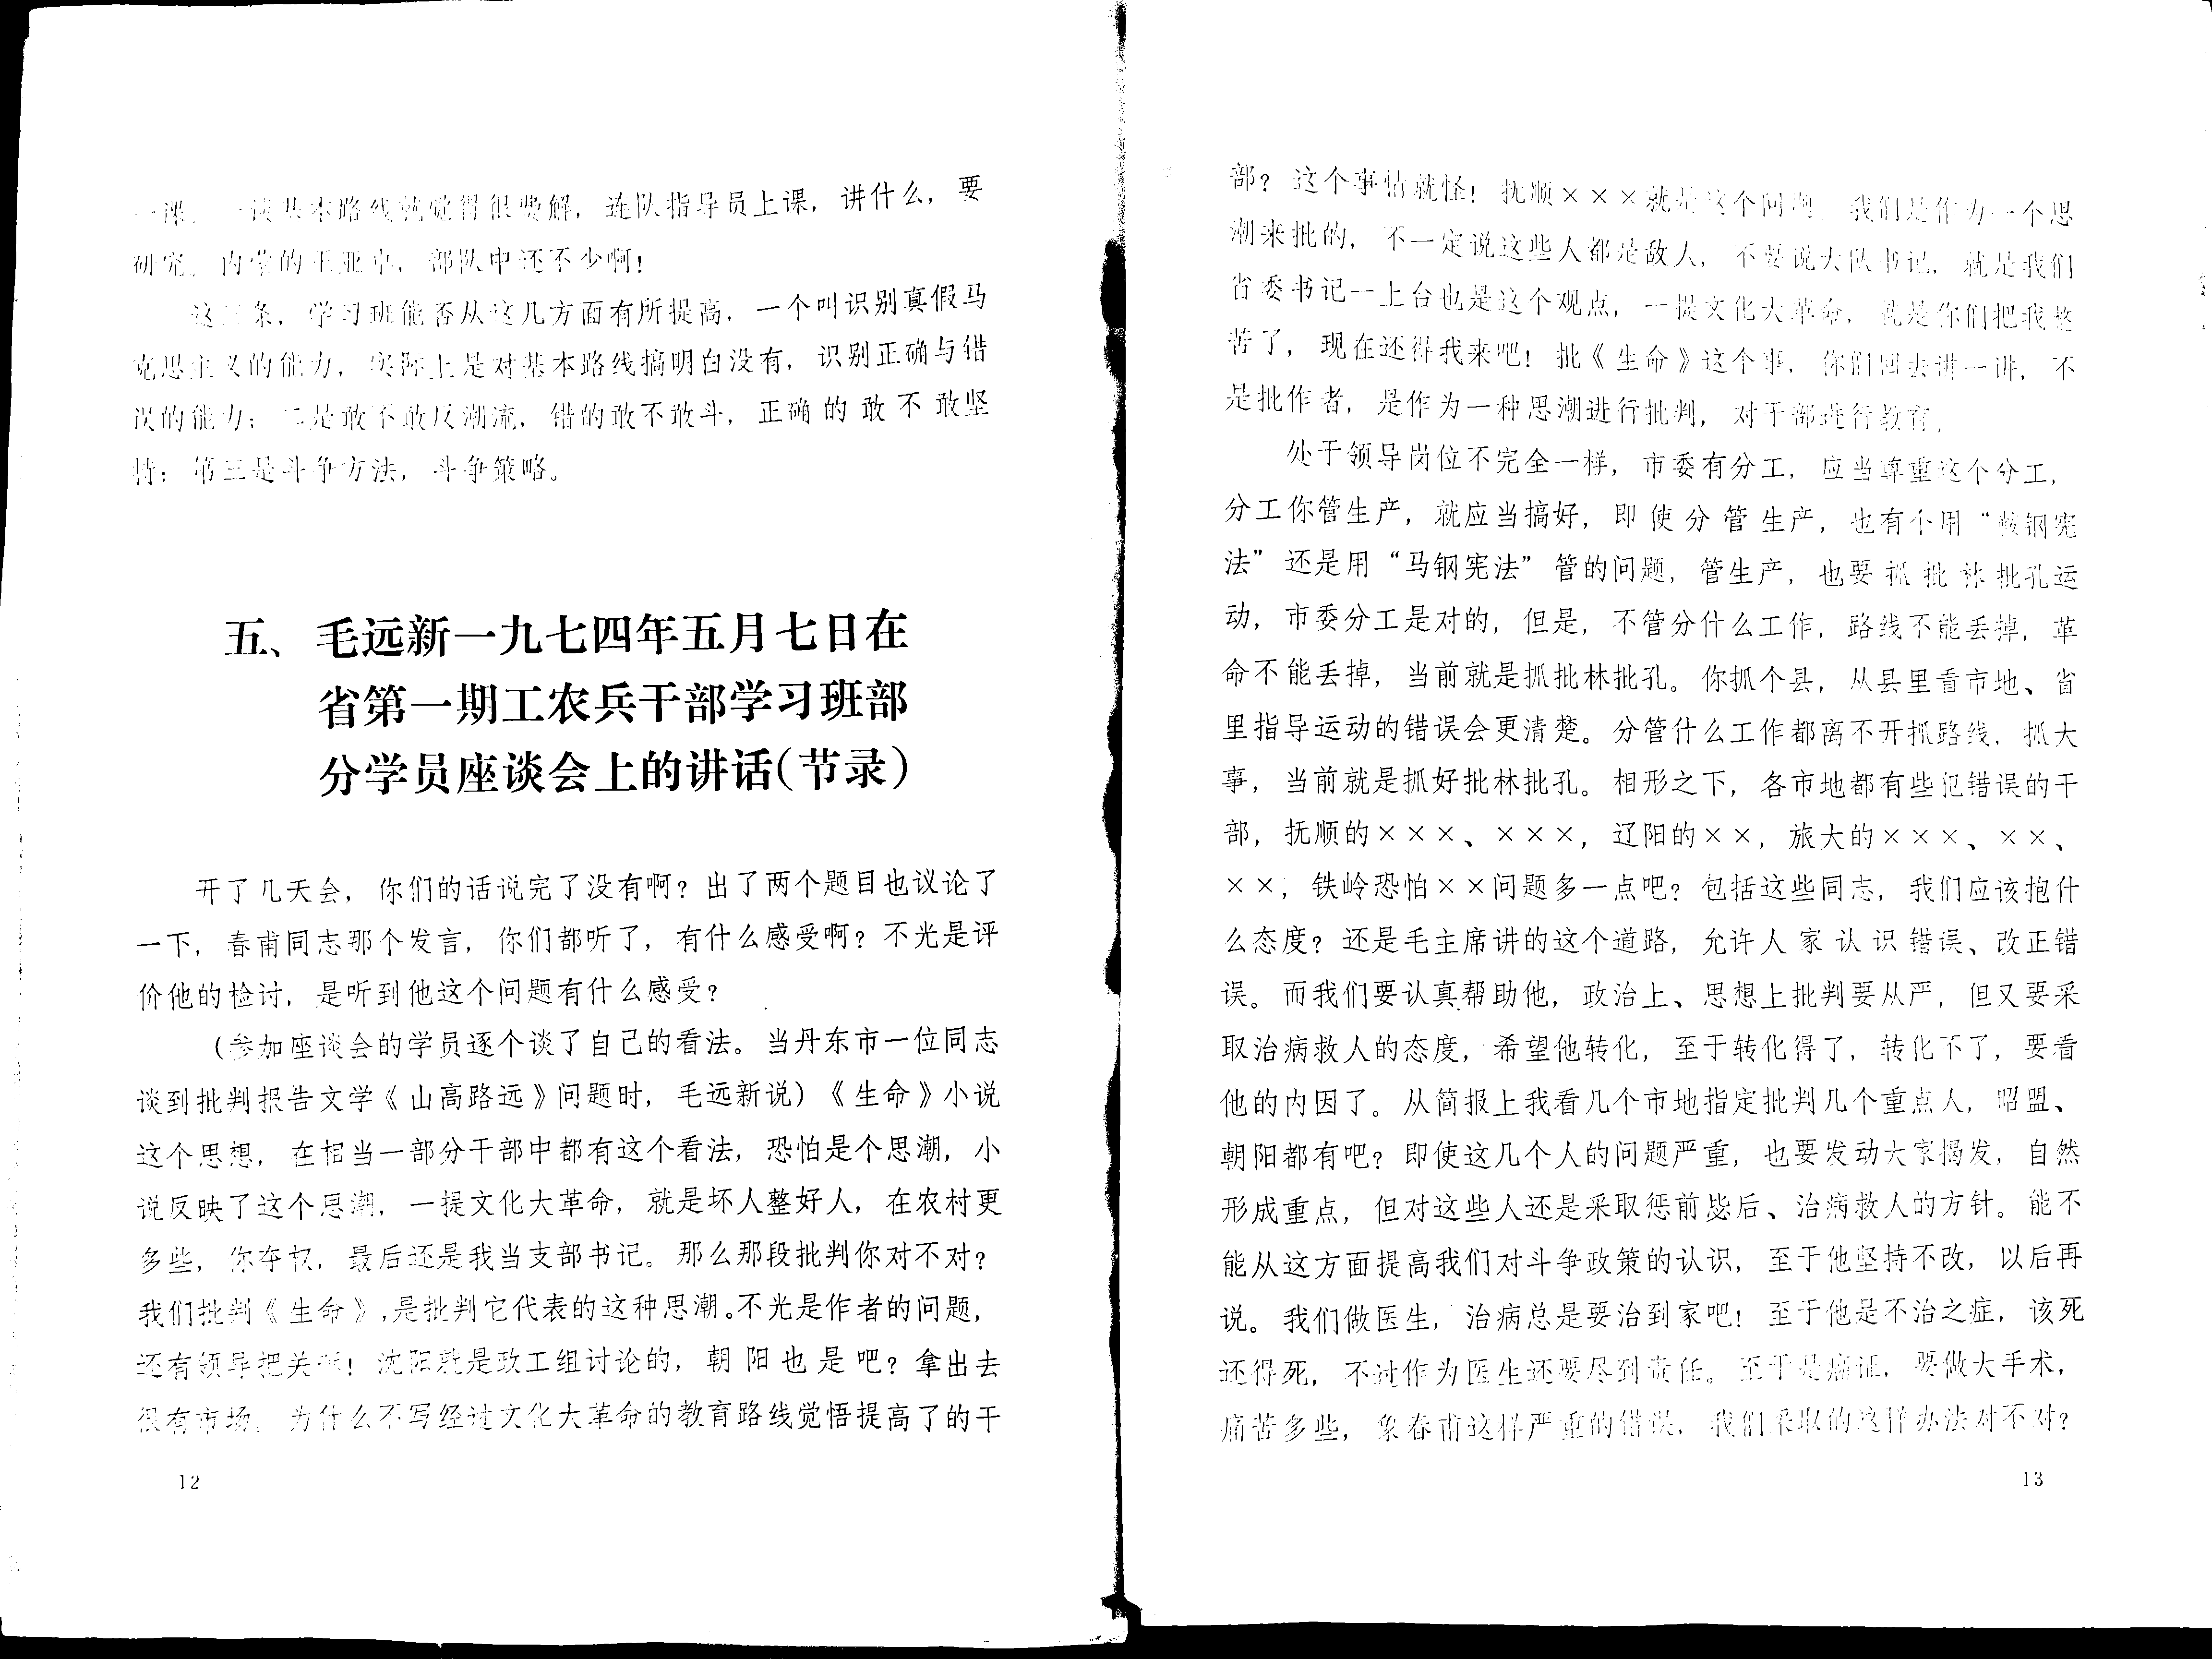 一课，一谈基本路线就觉得很费解，连队指导员上课，讲什么，要
研究。内堂的王亚卓，部队中还不少啊！
这三条，学习班能否从这几方面有所提高，一个叫识别真假马
克思主义的能力，实际上是对基本路线搞明白没有，识别正确与错
误的能力；二是敢不敢反潮流，错的敢不敢斗，正确的敢不敢坚
持；第三是斗争方法，斗争策略。
五、毛远新一九七四年五月七日在
省第一期工农兵干部学习班部
分学员座谈会上的讲话（节录）
开了几天会，你们的话说完了没有啊？出了两个题目也议论了
一下，春甫同志那个发言，你们都听了，有什么感受啊？不光是评
价他的检讨，是听到他这个问题有什么感受？
（参加座谈会的学员逐个谈了自己的看法。当丹东市一位同志
谈到批判报告文学《山高路远》问题时，毛远新说）《生命》小说
这个思想，在相当一部分干部中都有这个看法，恐怕是个思潮，小
说反映了这个思潮，一提文化大革命，就是坏人整好人，在农村更
多些，你夺权，最后还是我当支部书记。那么那段批判你对不对？
我们批判《生命》，是批判它代表的这种思潮。不光是作者的问题，
还有领导把关呢！沈阳就是政工组讨论的，朝阳也是吧？拿出去
很有市场。为什么不写经过文化大革命的教育路线觉悟提高了的干
12
部？这个事情就怪！抚顺×××就是这个问题。我们是作为一个思
潮来批的，不一定说这些人都是敌人，不要说大队书记，就是我们
省委书记一上台也是这个观点，一提文化大革命，就是你们把我整
苦了，现在还得我来吧！批《生命》这个事，你们回去讲一讲，不
是批作者，是作为一种思潮进行批判，对干部进行教育。
处于领导岗位不完全一样，市委有分工，应当尊重这个分工，
分工你管生产，就应当搞好，即使分管生产，也有个用“鞍钢宪
法”还是用“马钢宪法”管的问题，管生产，也要抓批林批孔运
动，市委分工是对的，但是，不管分什么工作，路线不能丢掉，革
命不能丢掉，当前就是抓批林批孔。你抓个县，从县里看市地、省
里指导运动的错误会更清楚。分管什么工作都离不开抓路线，抓大
事，当前就是抓好批林批孔。相形之下，各市地都有些犯错误的干
部，抚顺的×××、×××，辽阳的××，旅大的×××、××、
××，铁岭恐怕××问题多一点吧？包括这些同志，我们应该抱什
么态度？还是毛主席讲的这个道路，允许人家认识错误、改正错
误。而我们要认真帮助他，政治上、思想上批判要从严，但又要采
取治病救人的态度，希望他转化，至于转化得了，转化不了，要看
他的内因了。从简报上我看几个市地指定批判几个重点人，昭盟、
朝阳都有吧？即使这几个人的问题严重，也要发动大家揭发，自然
形成重点，但对这些人还是采取惩前毖后、治病救人的方针。能不
能从这方面提高我们对斗争政策的认识，至于他坚持不改，以后再
说。我们做医生，治病总是要治到家吧！至于他是不治之症，该死
还得死，不过作为医生还要尽到责任。至于是癌症，要做大手术，
痛苦多些，象春甫这样严重的错误，我们采取的这样办法对不对？
13